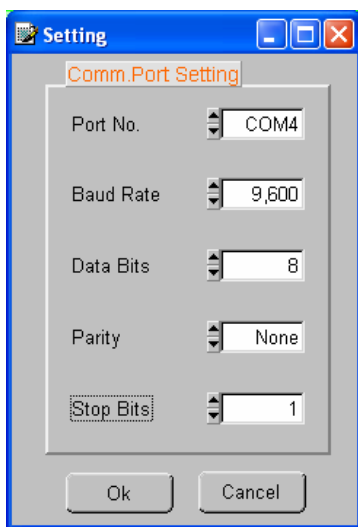 Setting
Comm.Port Setting
Port No. COM4
Baud Rate 9,600
Data Bits 8
Parity None
Stop Bits 1
Ok Cancel